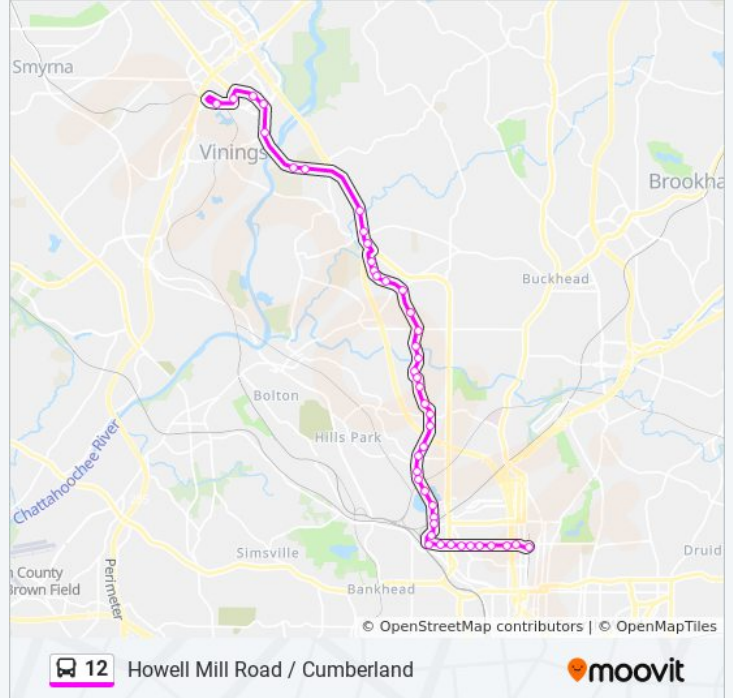 Smyrna
Vinings
Brookha
Buckhead
Bolton
Hills Park
Chattahoochee River
Simsville
Druid
n County
Brown Field
Perimeter
Bankhead
© OpenStreetMap contributors | © OpenMapTiles
12 Howell Mill Road / Cumberland
moovit